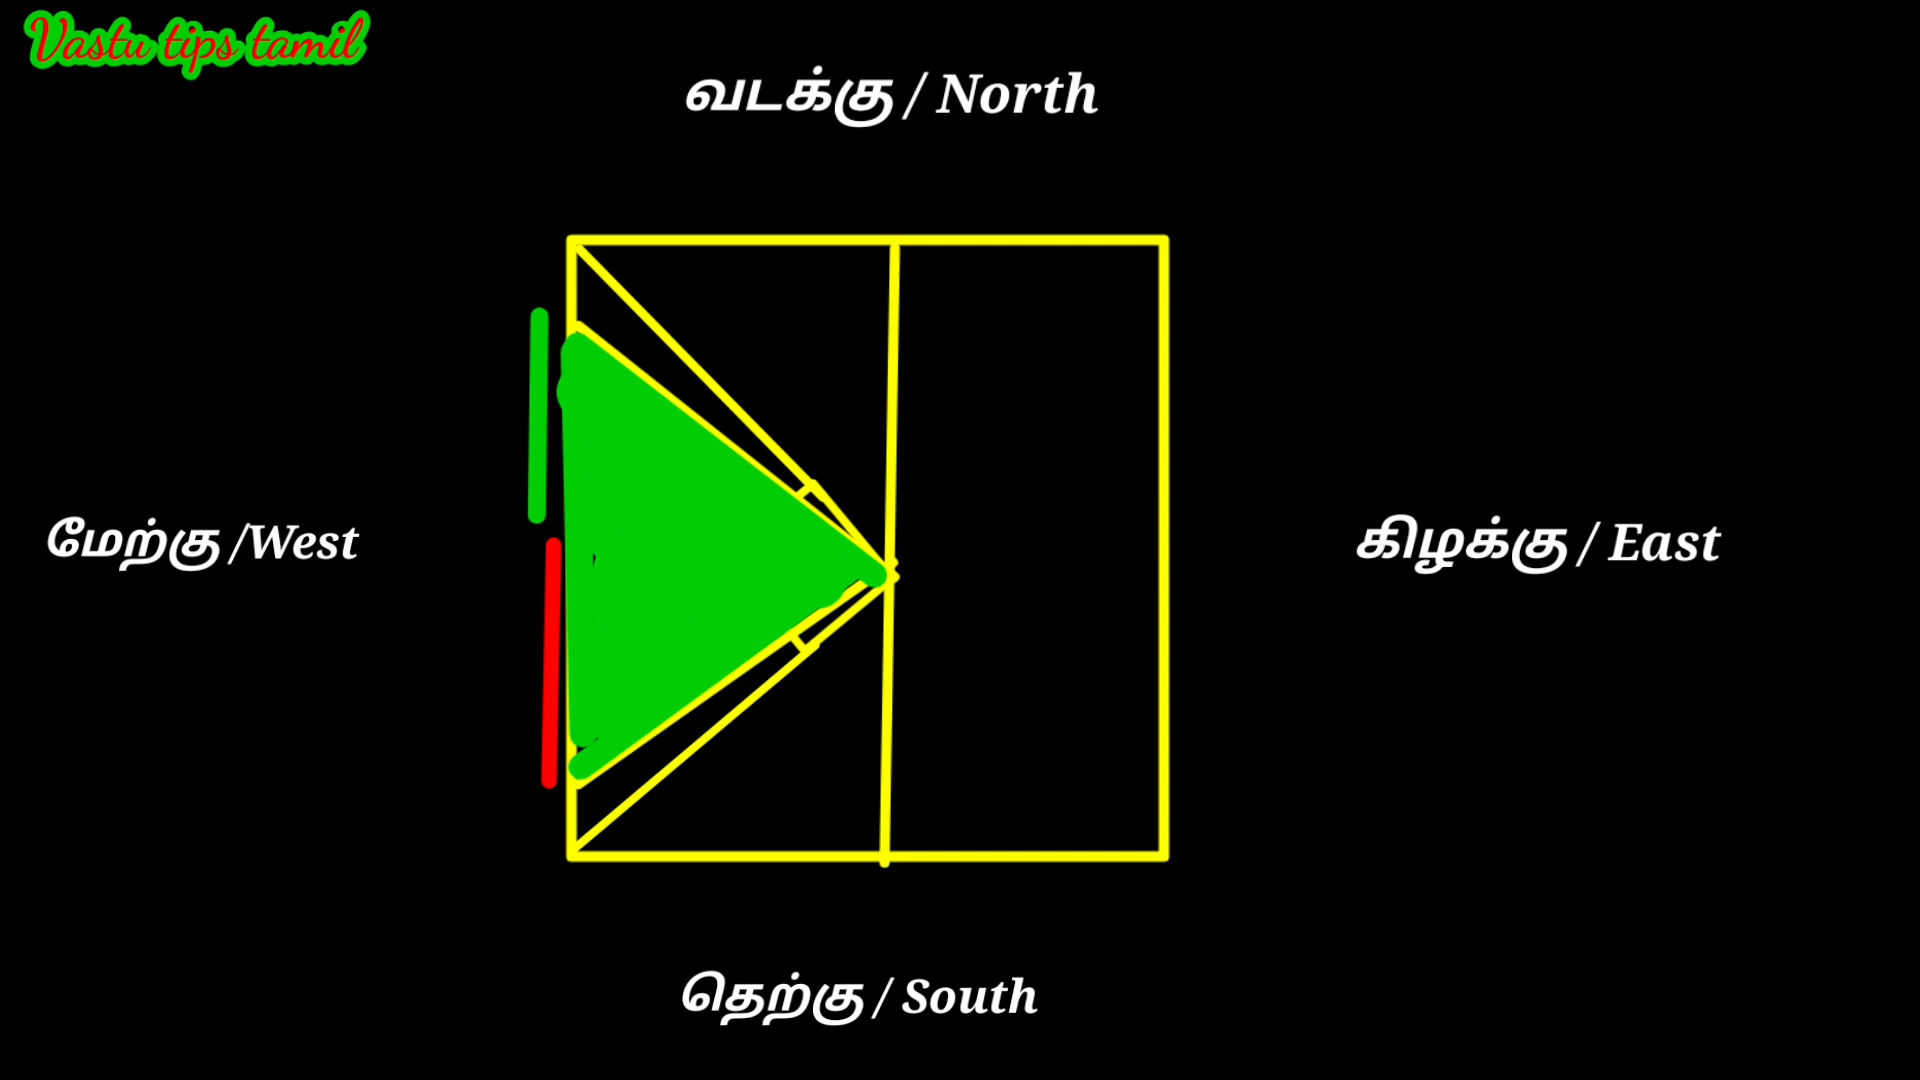 Vastu tips tamil
வடக்கு / North
மேற்கு /West
கிழக்கு / East
தெற்கு / South